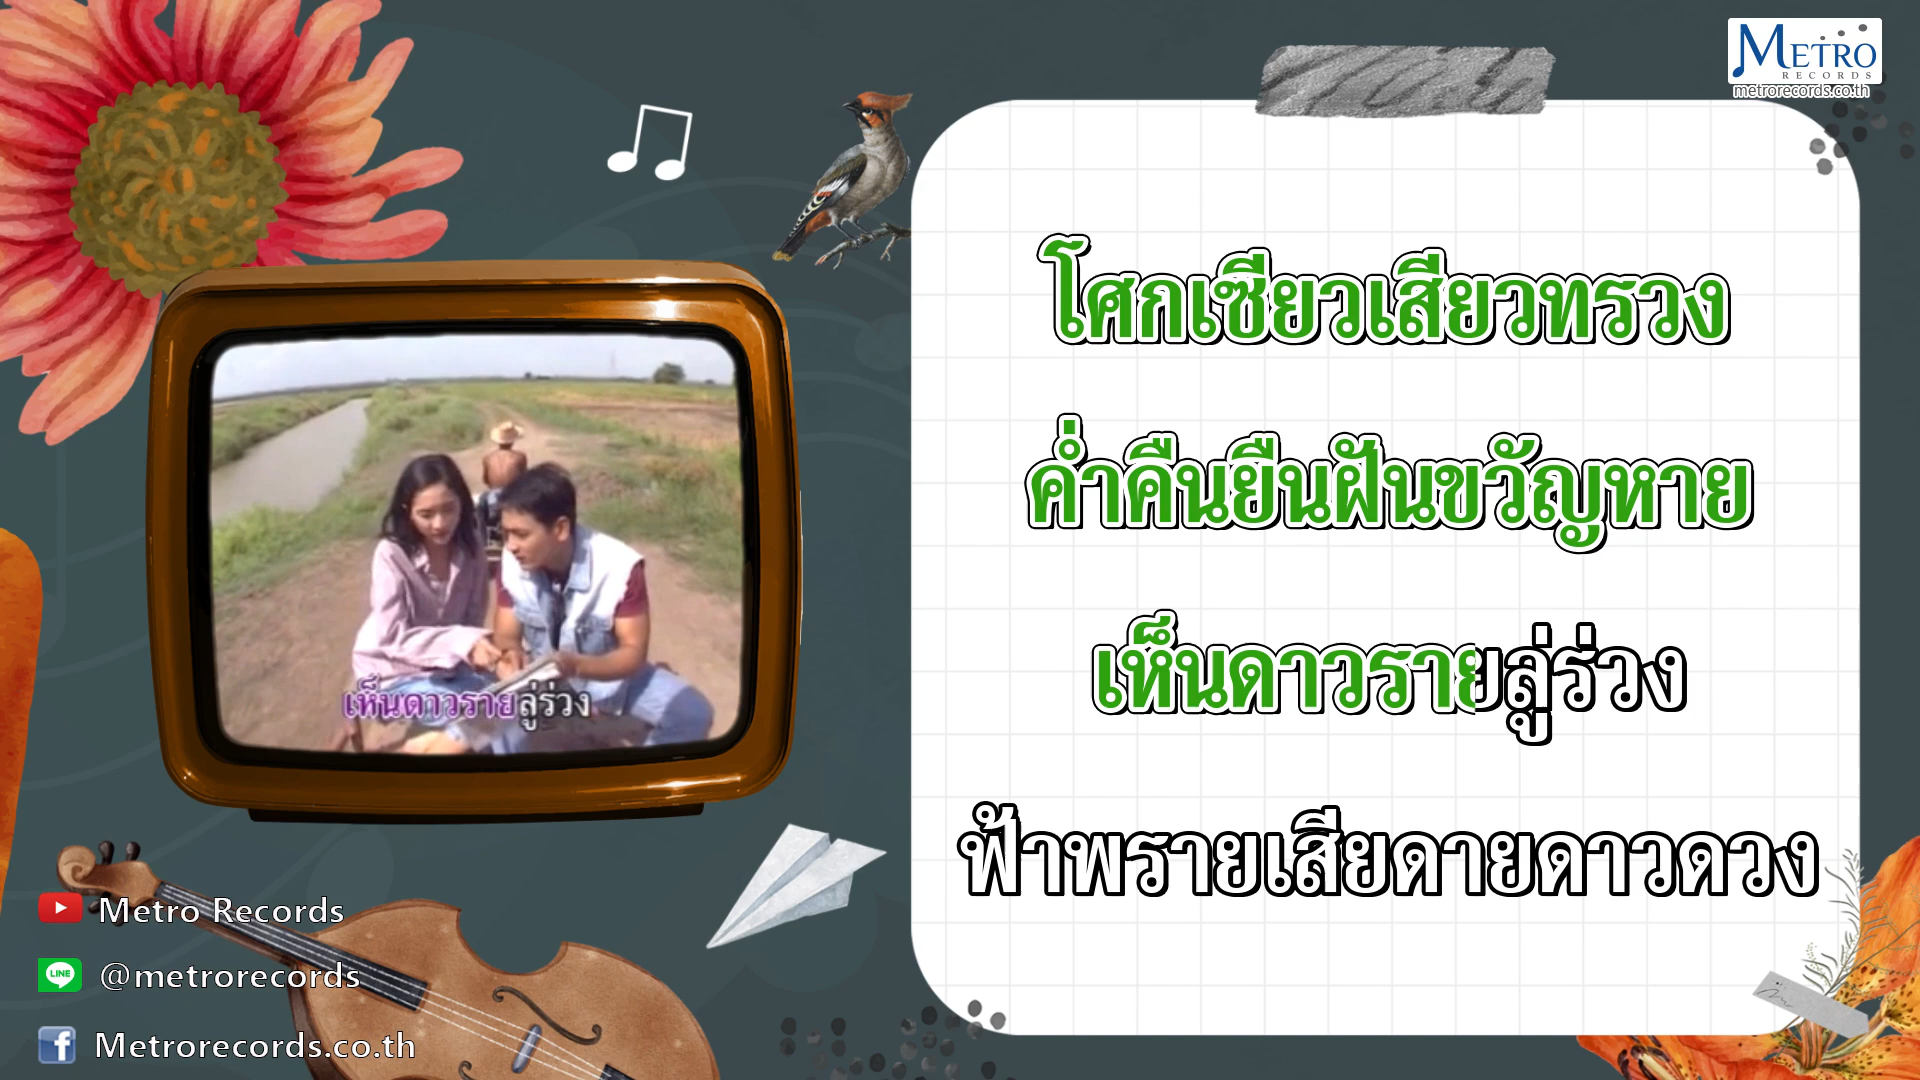 METRO
RECORDS
metrorecords.co.th
โศกเซียวเสียวทรวง
ค่ำคืนยืนฝันขวัญหาย
เห็นดาวรายลู่ร่วง
ฟ้าพรายเสียดายดาวดวง
เห็นดาวรายลู่ร่วง
Metro Records
LINE
@metrorecords
f
Metrorecords.co.th